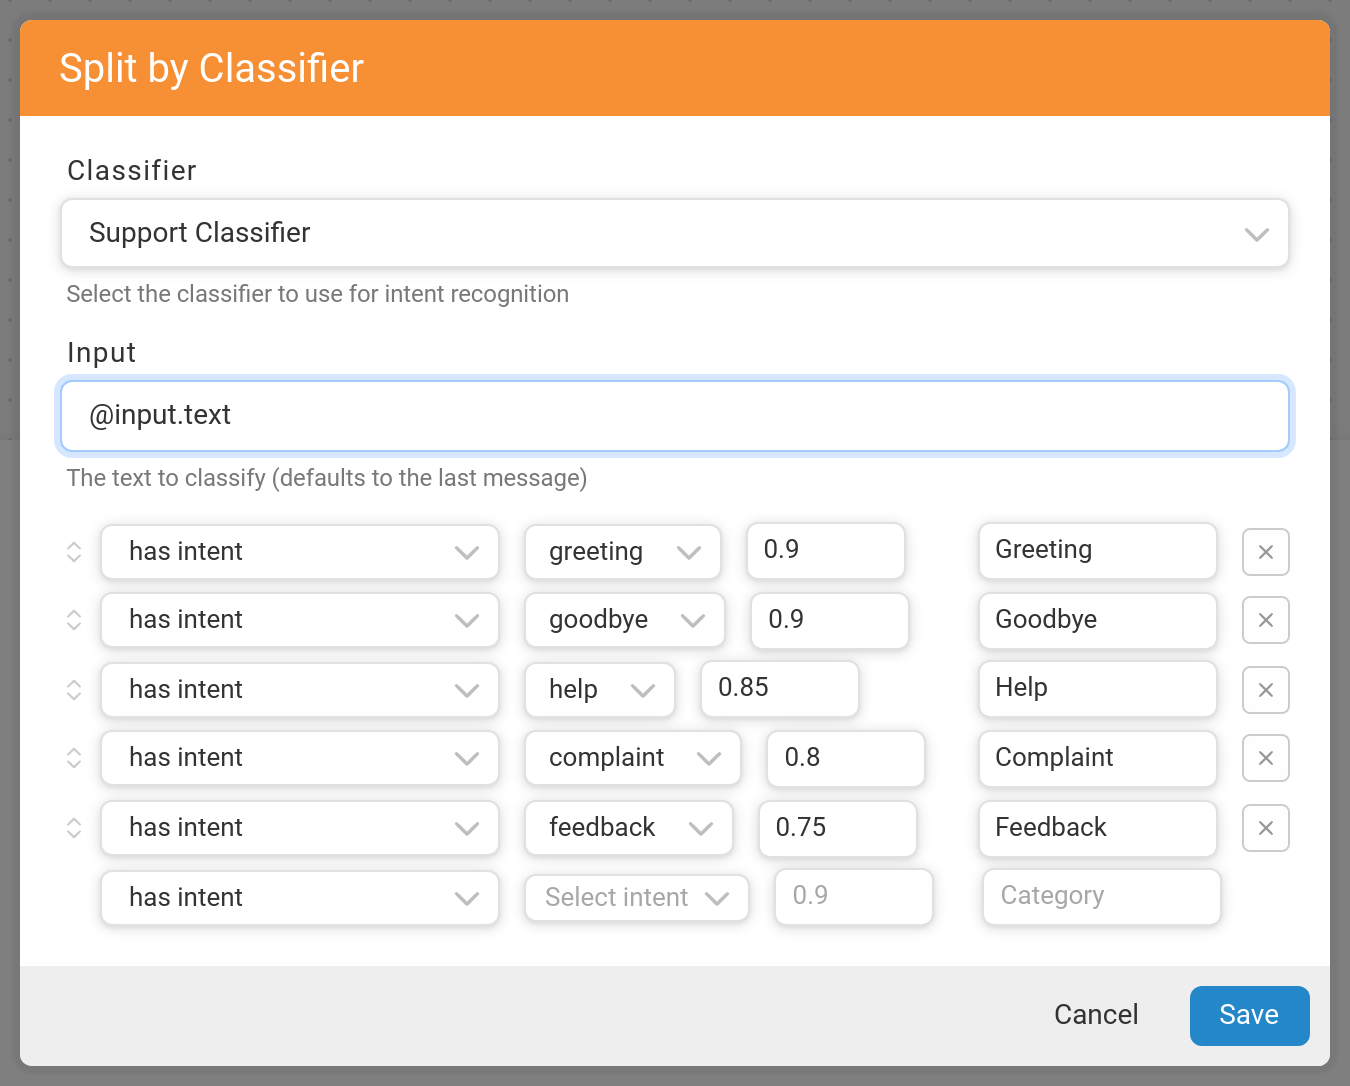 Split by Classifier
Classifier
Support Classifier
Select the classifier to use for intent recognition
Input
@input.text
The text to classify (defaults to the last message)
has intent greeting 0.9 Greeting
has intent goodbye 0.9 Goodbye
has intent help 0.85 Help
has intent complaint 0.8 Complaint
has intent feedback 0.75 Feedback
has intent Select intent 0.9 Category
Cancel Save